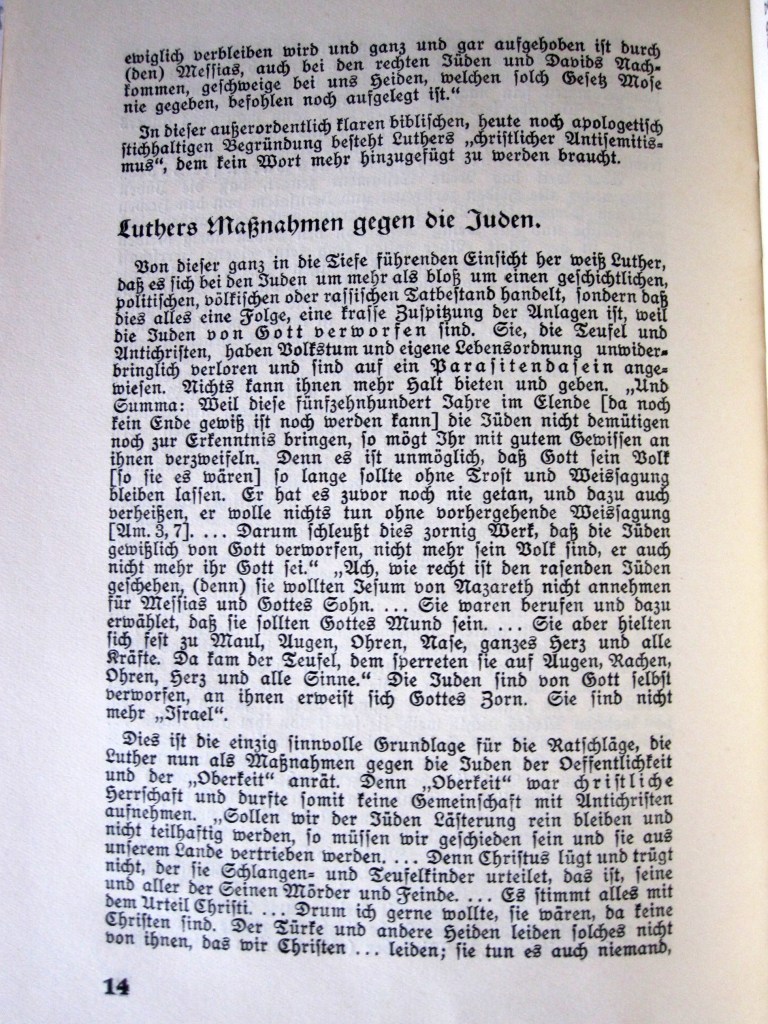 ewiglich verbleiben wird und ganz und gar aufgehoben ist durch
(den) Messias, auch bei den rechten Jüden und Davids Nach-
kommen, geschweige bei uns Heiden, welchen solch Gesetz Mose
nie gegeben, befohlen noch aufgelegt ist.“
In dieser außerordentlich klaren biblischen, heute noch apologetisch
stichhaltigen Begründung besteht Luthers „christlicher Antisemitis-
mus“, dem kein Wort mehr hinzugefügt zu werden braucht.
Luthers Maßnahmen gegen die Juden.
Von dieser ganz in die Tiefe führenden Einsicht her weiß Luther,
daß es sich bei den Juden um mehr als bloß um einen geschichtlichen,
politischen, völkischen oder rassischen Tatbestand handelt, sondern daß
dies alles eine Folge, eine krasse Zuspitzung der Anlagen ist, weil
die Juden von Gott verworfen sind. Sie, die Teufel und
Antichristen, haben Volkstum und eigene Lebensordnung unwider-
bringlich verloren und sind auf ein Parasitendasein ange-
wiesen. Nichts kann ihnen mehr Halt bieten und geben. „Und
Summa: Weil diese fünfzehnhundert Jahre im Elende [da noch
kein Ende gewiß ist noch werden kann] die Jüden nicht demütigen
noch zur Erkenntnis bringen, so mögt Ihr mit gutem Gewissen an
ihnen verzweifeln. Denn es ist unmöglich, daß Gott sein Volk
[so sie es wären] so lange sollte ohne Trost und Weissagung
bleiben lassen. Er hat es zuvor noch nie getan, und dazu auch
verheißen, er wolle nichts tun ohne vorhergehende Weissagung
[Am. 3, 7]. ... Darum schleußt dies zornig Werk, daß die Jüden
gewißlich von Gott verworfen, nicht mehr sein Volk sind, er auch
nicht mehr ihr Gott sei.“ „Ach, wie recht ist den rasenden Jüden
geschehen, (denn) sie wollten Jesum von Nazareth nicht annehmen
für Messias und Gottes Sohn. ... Sie waren berufen und dazu
erwählet, daß sie sollten Gottes Mund sein. ... Sie aber hielten
sich fest zu Maul, Augen, Ohren, Nase, ganzes Herz und alle
Kräfte. Da kam der Teufel, dem sperreten sie auf Augen, Rachen,
Ohren, Herz und alle Sinne.“ Die Juden sind von Gott selbst
verworfen, an ihnen erweist sich Gottes Zorn. Sie sind nicht
mehr „Israel“.
Dies ist die einzig sinnvolle Grundlage für die Ratschläge, die
Luther nun als Maßnahmen gegen die Juden der Oeffentlichkeit
und der „Oberkeit“ anrät. Denn „Oberkeit“ war christliche
Herrschaft und durfte somit keine Gemeinschaft mit Antichristen
aufnehmen. „Sollen wir der Jüden Lästerung rein bleiben und
nicht teilhaftig werden, so müssen wir geschieden sein und sie aus
unserem Lande vertrieben werden. ... Denn Christus lügt und trügt
nicht, der sie Schlangen- und Teufelkinder urteilet, das ist, seine
und aller der Seinen Mörder und Feinde. ... Es stimmt alles mit
dem Urteil Christi. ... Drum ich gerne wollte, sie wären, da keine
Christen sind. Der Türke und andere Heiden leiden solches nicht
von ihnen, das wir Christen ... leiden; sie tun es auch niemand,
14